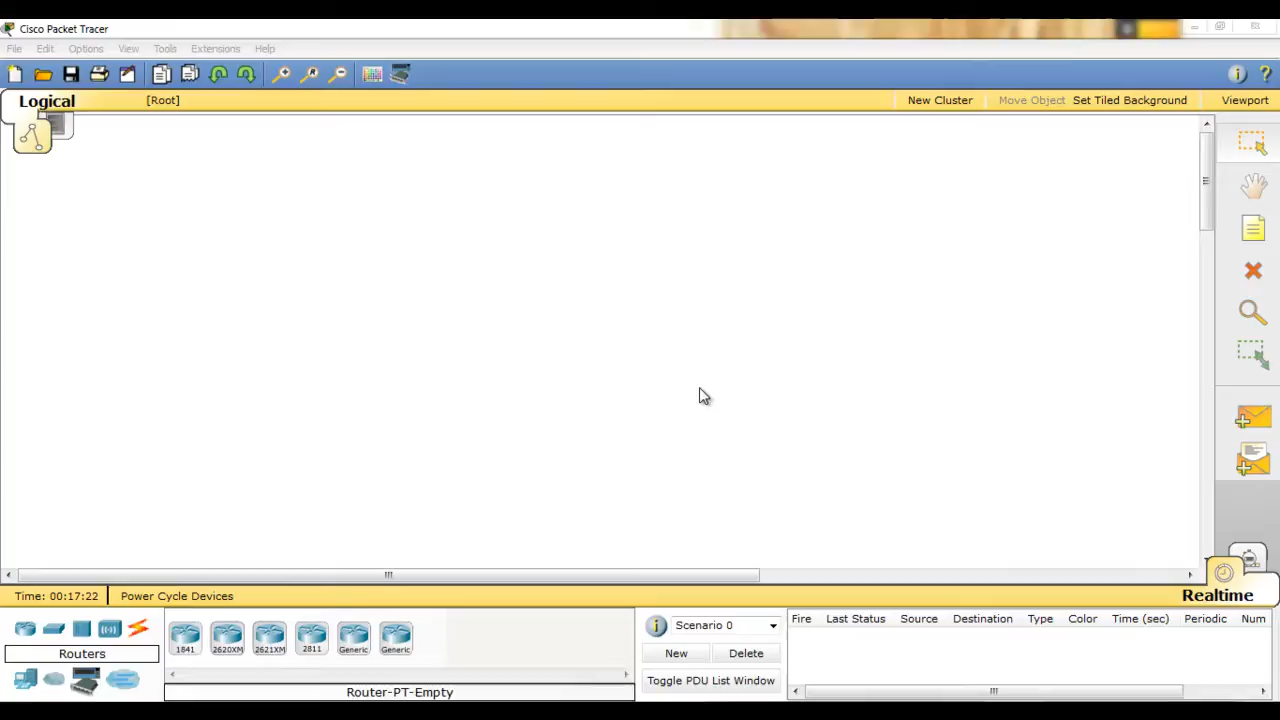 Cisco Packet Tracer
File Edit Options View Tools Extensions Help
Logical [Root] New Cluster Move Object Set Tiled Background Viewport
Time: 00:17:22 Power Cycle Devices Realtime
Routers
1841 2620XM 2621XM 2811 Generic Generic
Router-PT-Empty
Scenario 0
New Delete
Toggle PDU List Window
Fire Last Status Source Destination Type Color Time (sec) Periodic Num